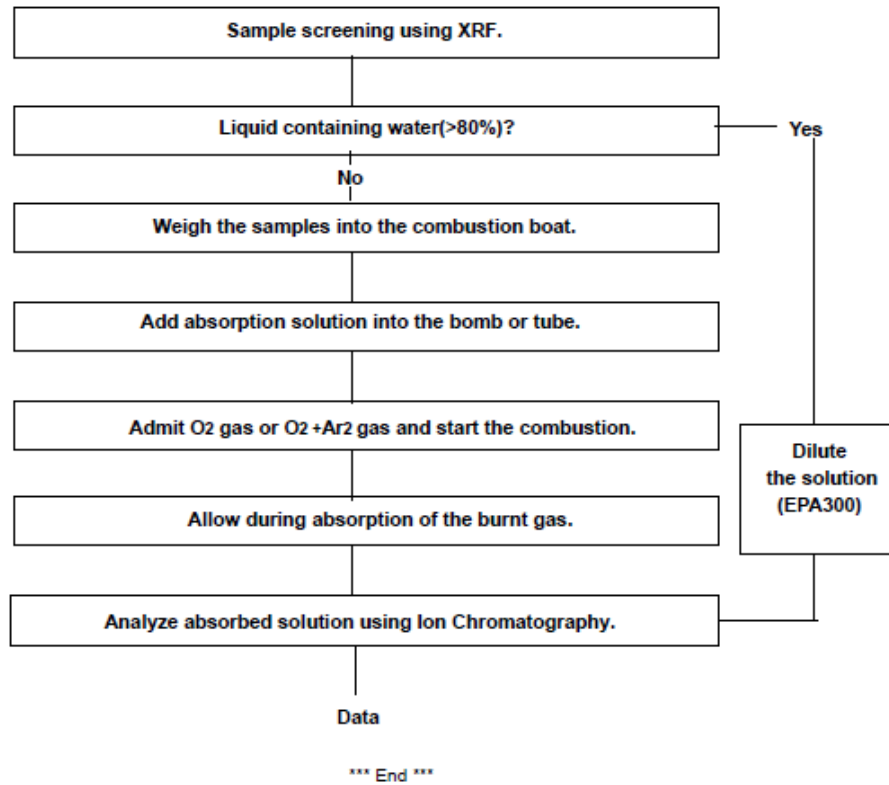 Sample screening using XRF.
Liquid containing water(>80%)?
Yes
No
Weigh the samples into the combustion boat.
Add absorption solution into the bomb or tube.
Admit O2 gas or O2 +Ar2 gas and start the combustion.
Dilute
the solution
(EPA300)
Allow during absorption of the burnt gas.
Analyze absorbed solution using Ion Chromatography.
Data
*** End ***